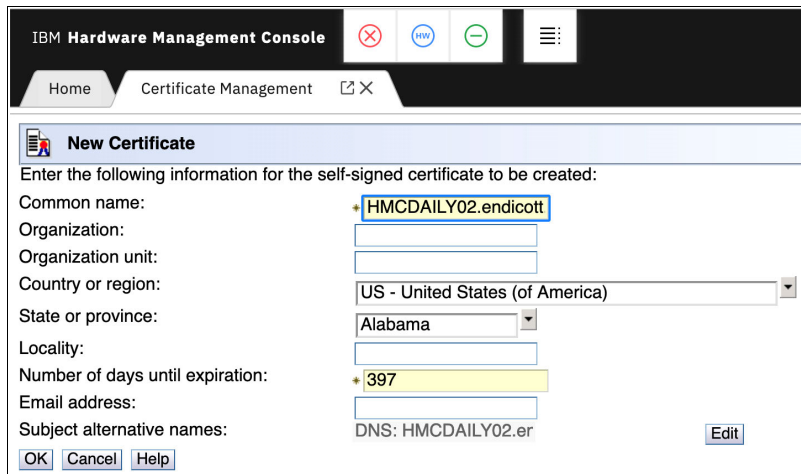 IBM Hardware Management Console
HW
Home
Certificate Management
New Certificate
Enter the following information for the self-signed certificate to be created:
Common name: * HMCDAILY02.endicott
Organization:
Organization unit:
Country or region: US - United States (of America)
State or province: Alabama
Locality:
Number of days until expiration: * 397
Email address:
Subject alternative names: DNS: HMCDAILY02.er Edit
OK Cancel Help